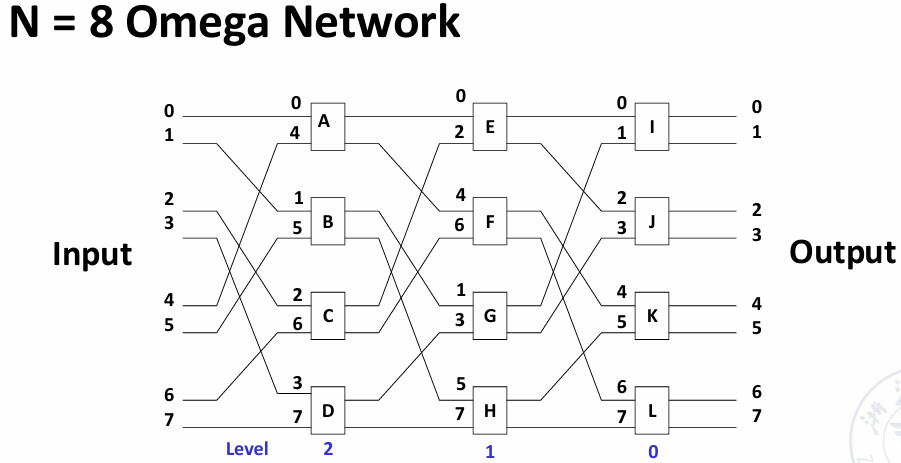 N = 8 Omega Network
0 0 A 0 E 0 I 0
1 4 2 1 1
2 1 B 4 F 2 J 2
3 5 6 3 3
Input Output
4 2 C 1 G 4 K 4
5 6 3 5 5
6 3 D 5 H 6 L 6
7 7 7 7 7
Level 2 1 0